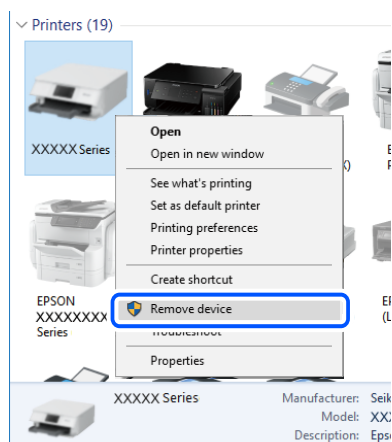 Printers (19)
XXXXX Series
Open
Open in new window
See what's printing
Set as default printer
Printing preferences
Printer properties
Create shortcut
Remove device
Troubleshoot
Properties
EPSON
XXXXXXXX
Series
XXXXX Series
Manufacturer:
Model:
Description: